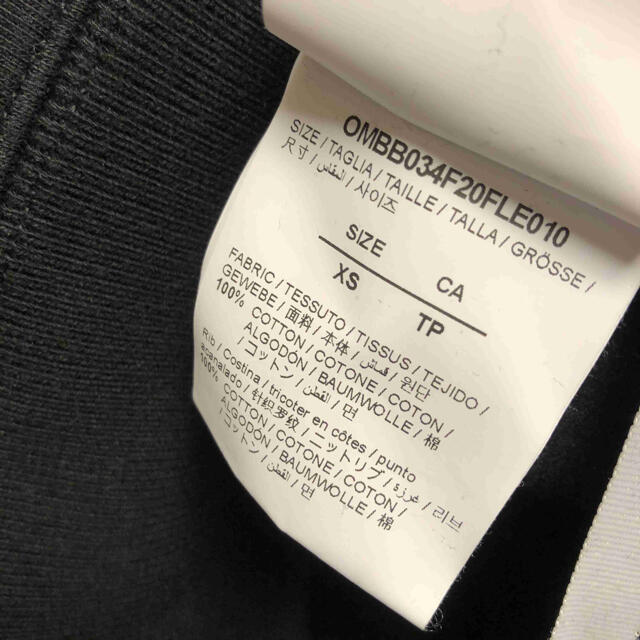 OMBB034F20FLE010
SIZE / TAGLIA / TAILLE / TALLA / GRÖSSE /
尺寸 / المقاس / 사이즈
SIZE CA
XS TP
FABRIC / TESSUTO / TISSUS / TEJIDO /
GEWEBE / 面料 / 本体 / قماش / 원단
100%
COTTON / COTONE / COTON /
ALGODÓN / BAUMWOLLE / 棉
/ コットン / القطن / 면
Rib / Costina / tricoter en côtes / punto
acanalado / 针织罗纹 / ニットリブ / / 리브
100%
COTTON / COTONE / COTON /
ALGODÓN / BAUMWOLLE / 棉
/ コットン / القطن / 면